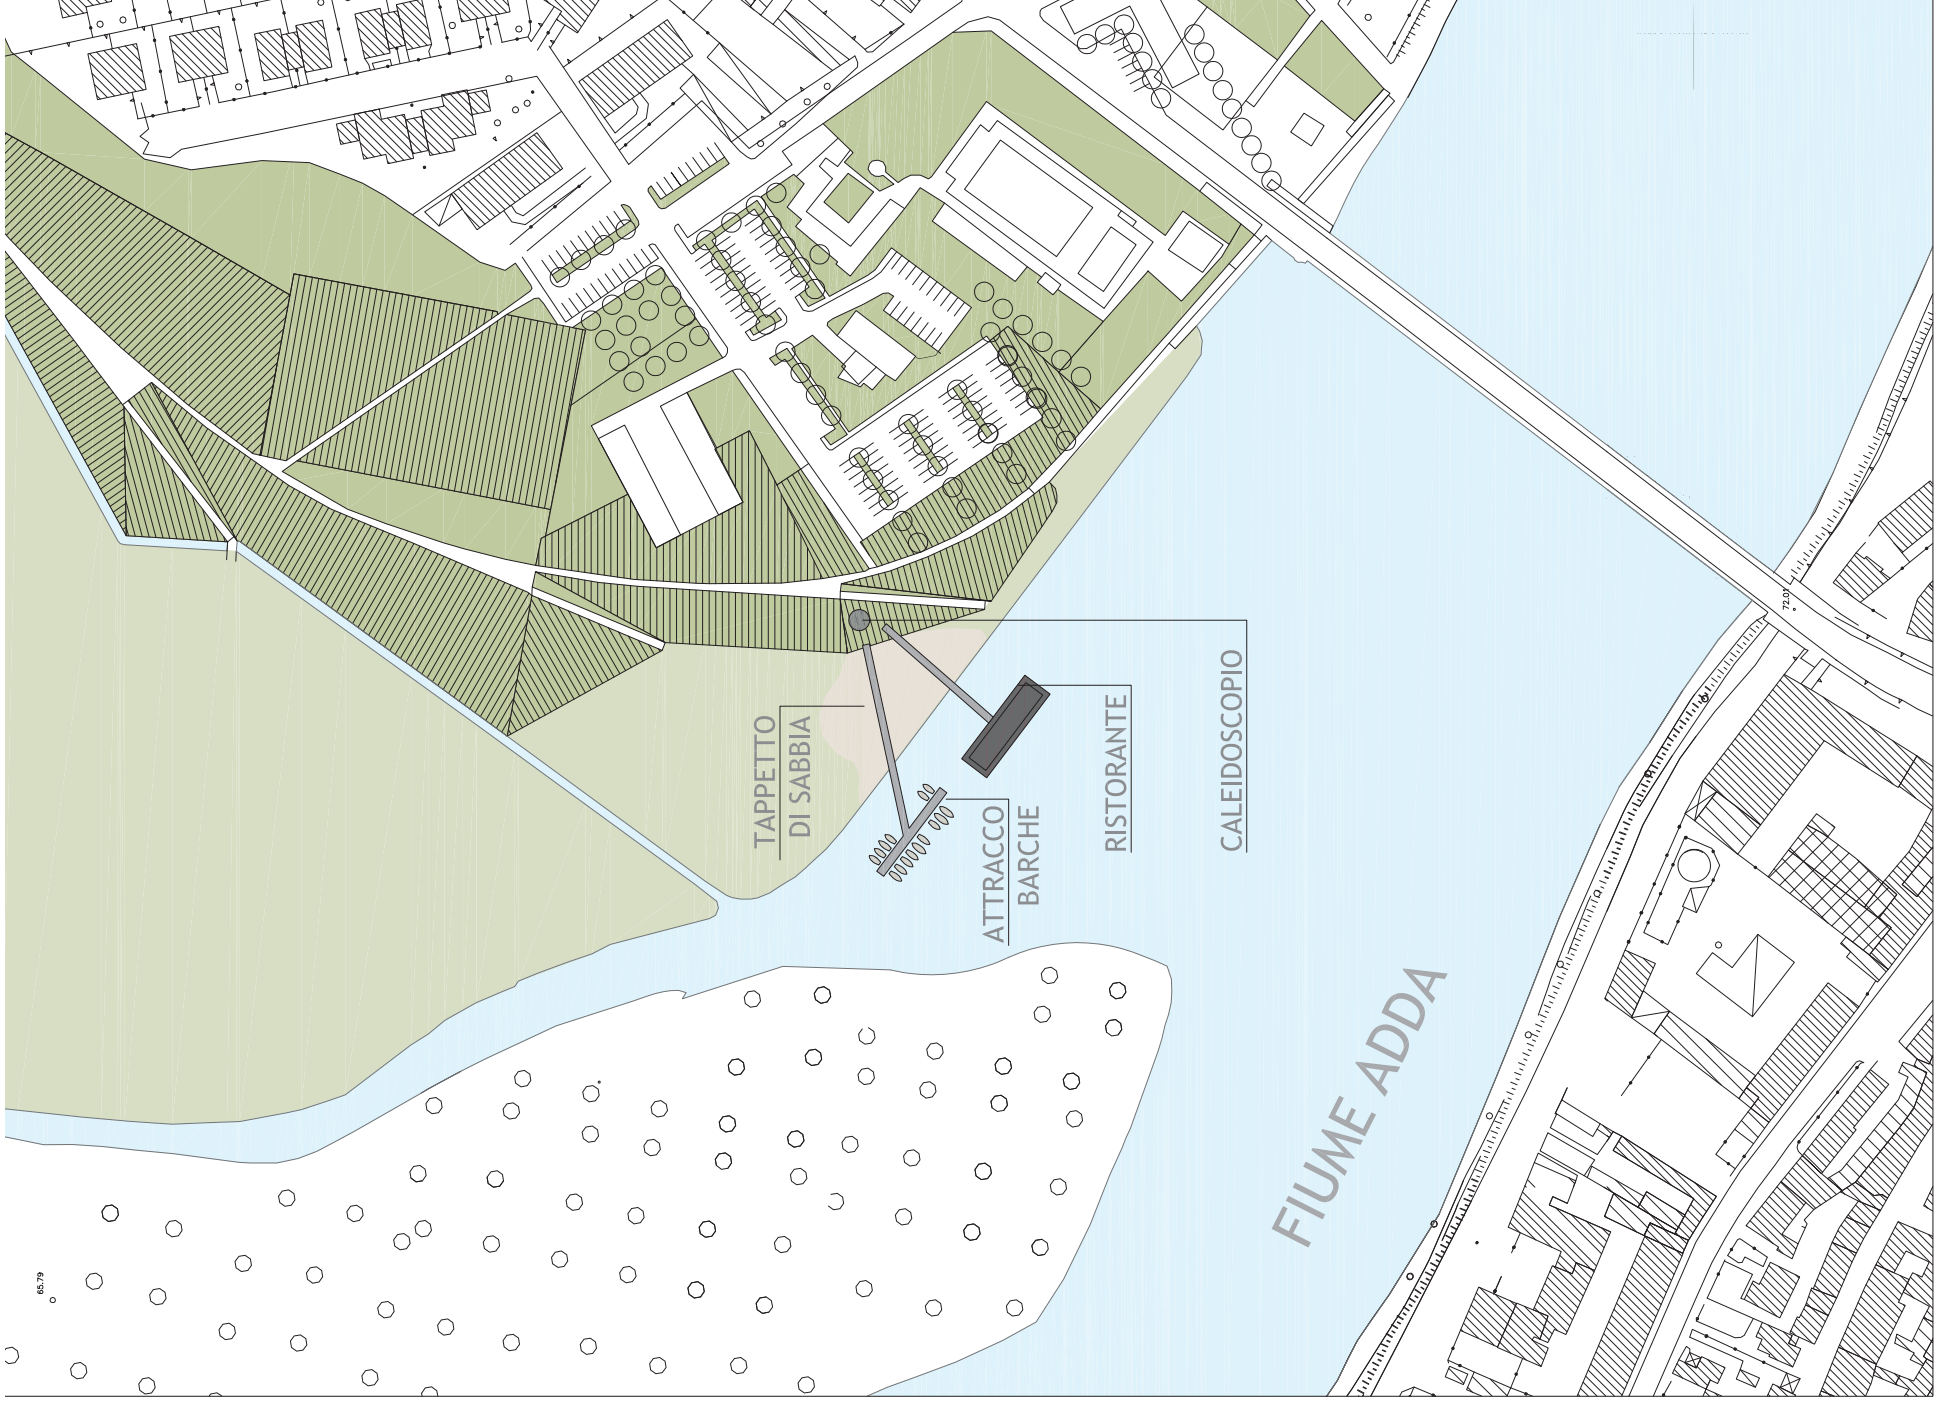 TAPPETTO
DI SABBIA
ATTRACCO
BARCHE
RISTORANTE
CALEIDOSCOPIO
FIUME ADDA
72.01
65.79